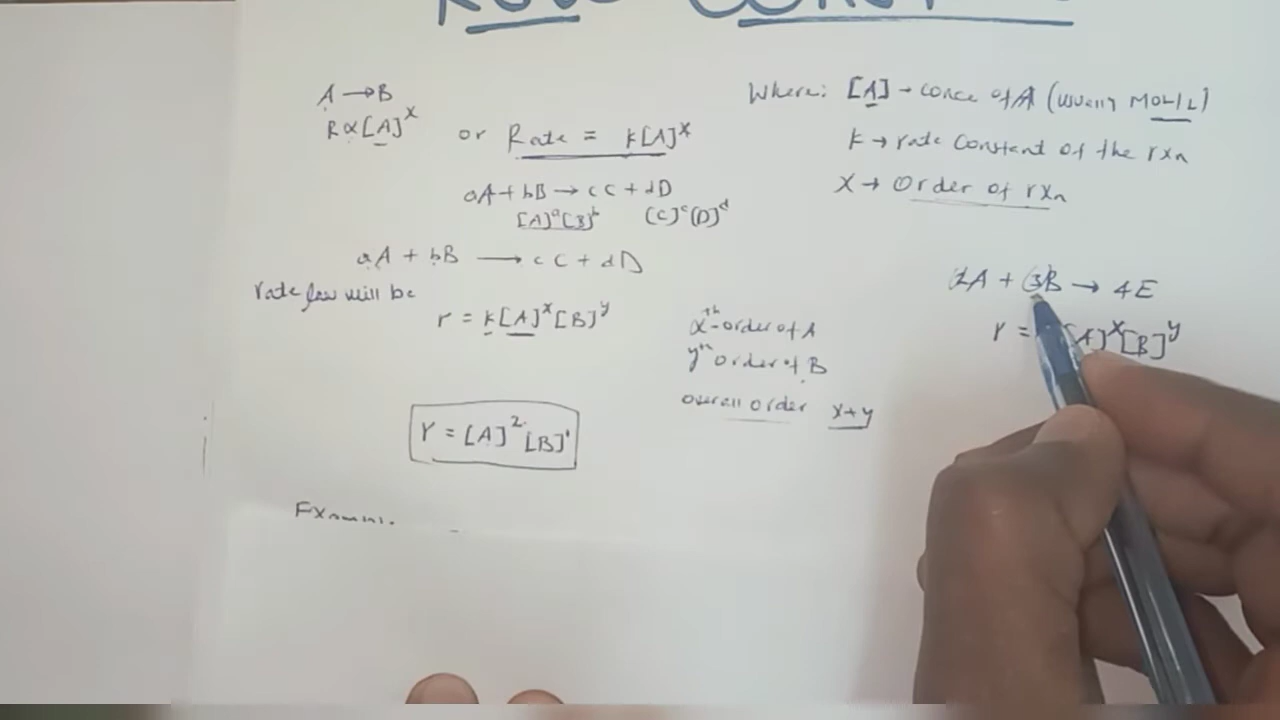 A → B
R ∝ [A]^x or Rate = k[A]^x
aA + bB → cC + dD
[A]^a [B]^b [C]^c [D]^d
aA + bB → cC + dD
rate law will be
r = k[A]^x [B]^y
x^th order of A
y^th order of B
overall order x+y
r = [A]^2 [B]^1
Where: [A] → conce of A (usually MOL/L)
k → rate constant of the rxn
x → order of rxn
2A + 3B → 4E
r = [A]^x [B]^y